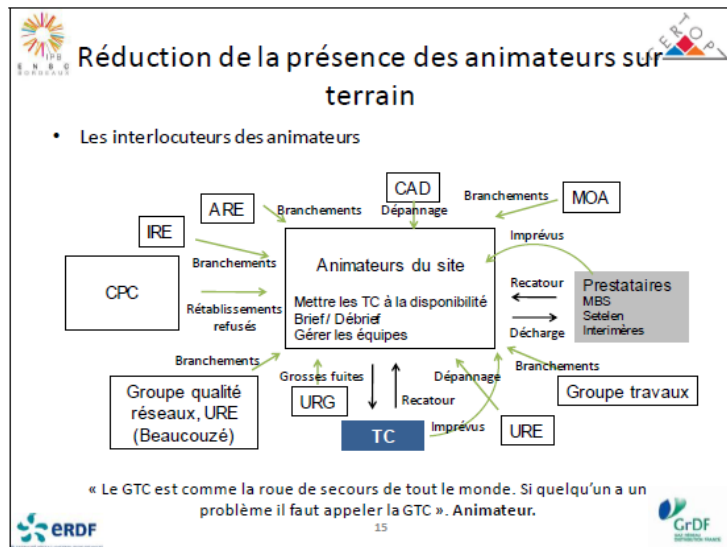 IPB
ENBC
BORDEAUX
CERTOP
Réduction de la présence des animateurs sur
terrain
• Les interlocuteurs des animateurs
CAD
MOA
ARE
Branchements
Dépannage
Branchements
IRE
Imprévus
Branchements
CPC
Rétablissements
refusés
Animateurs du site
Mettre les TC à la disponibilité
Brief / Débrief
Gérer les équipes
Recatour
Décharge
Prestataires
MBS
Setelen
Interimères
Branchements
Grosses fuites
Dépannage
Branchements
Groupe qualité
réseaux, URE
(Beaucouzé)
URG
Recatour
Groupe travaux
TC
Imprévus
URE
« Le GTC est comme la roue de secours de tout le monde. Si quelqu'un a un
problème il faut appeler la GTC ». Animateur.
15
ERDF
GrDF